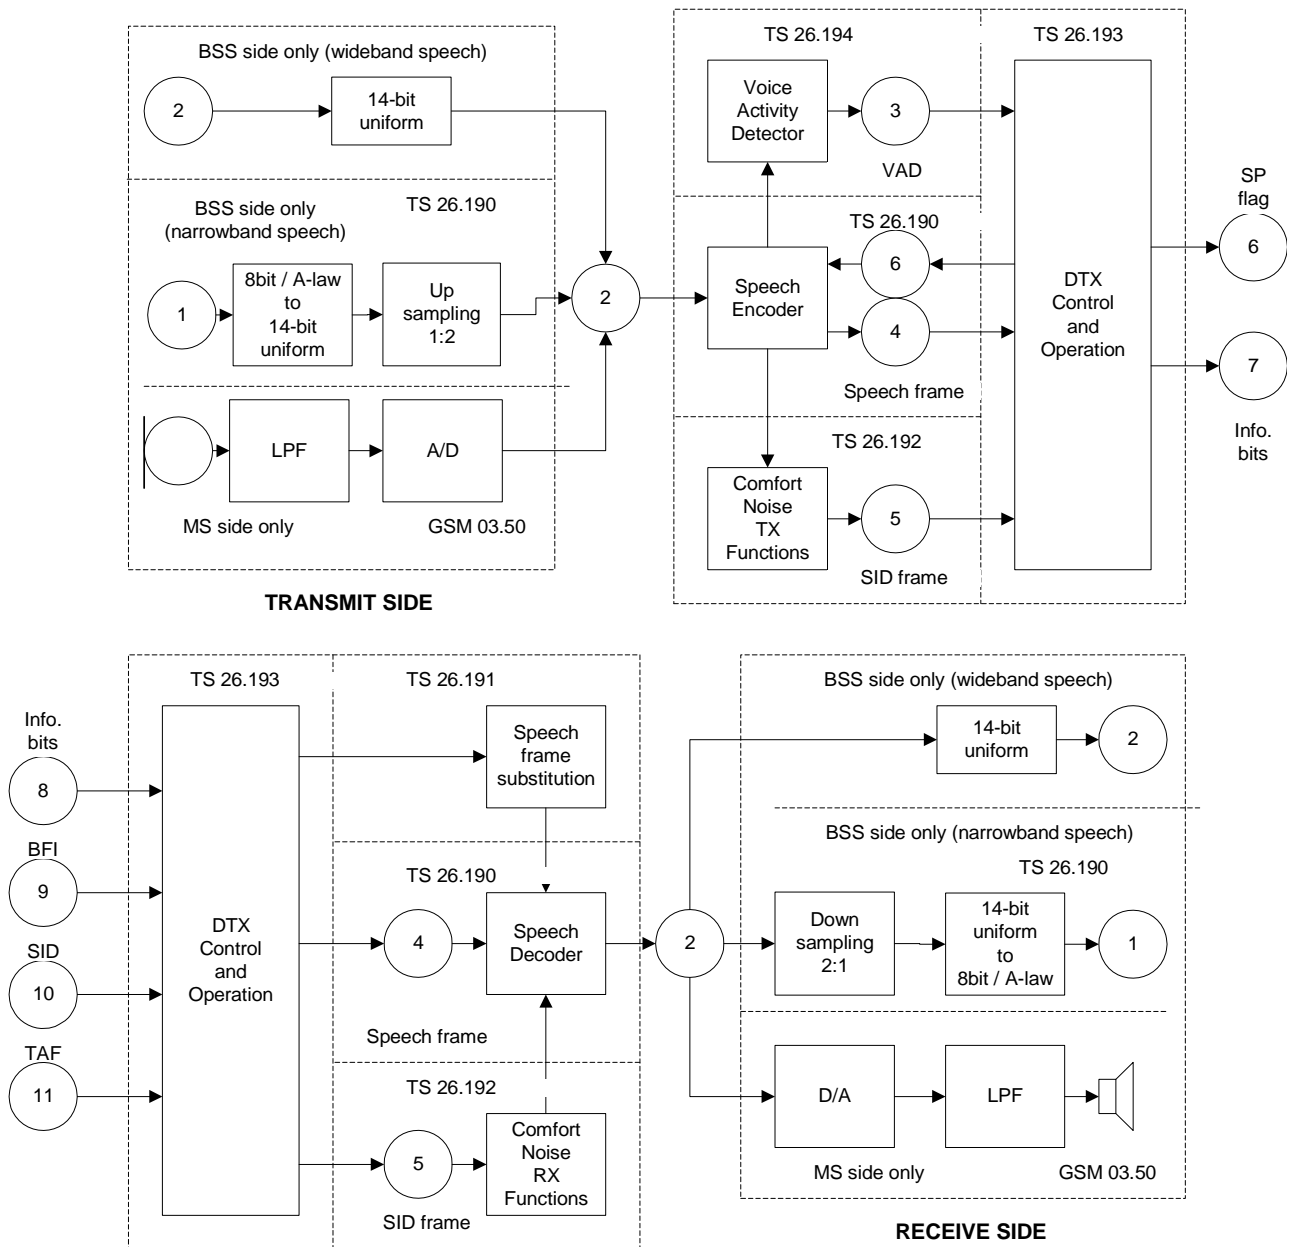 BSS side only (wideband speech)
2
14-bit
uniform
BSS side only
(narrowband speech)
TS 26.190
1
8bit / A-law
to
14-bit
uniform
Up
sampling
1:2
2
LPF
A/D
MS side only
GSM 03.50
TRANSMIT SIDE
TS 26.194
TS 26.193
Voice
Activity
Detector
3
VAD
TS 26.190
Speech
Encoder
6
4
Speech frame
TS 26.192
Comfort
Noise
TX
Functions
5
SID frame
DTX
Control
and
Operation
SP
flag
6
7
Info.
bits
TS 26.193
TS 26.191
Info.
bits
8
BFI
9
SID
10
TAF
11
DTX
Control
and
Operation
Speech
frame
substitution
TS 26.190
4
Speech
Decoder
Speech frame
TS 26.192
5
Comfort
Noise
RX
Functions
SID frame
2
BSS side only (wideband speech)
14-bit
uniform
2
BSS side only (narrowband speech)
TS 26.190
Down
sampling
2:1
14-bit
uniform
to
8bit / A-law
1
D/A
LPF
MS side only
GSM 03.50
RECEIVE SIDE